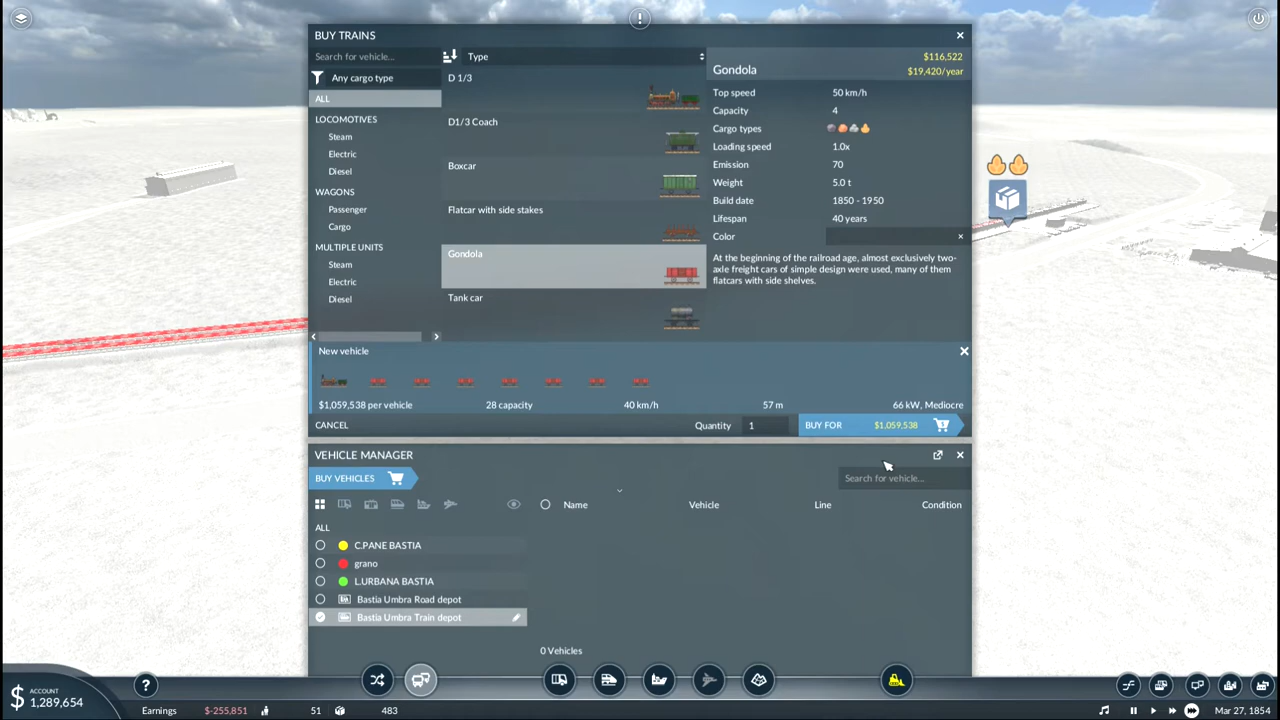 BUY TRAINS
Search for vehicle...
Type
Any cargo type
ALL
LOCOMOTIVES
Steam
Electric
Diesel
WAGONS
Passenger
Cargo
MULTIPLE UNITS
Steam
Electric
Diesel
D 1/3
D1/3 Coach
Boxcar
Flatcar with side stakes
Gondola
Tank car
$116,522
Gondola
$19,420/year
Top speed 50 km/h
Capacity 4
Cargo types
Loading speed 1.0x
Emission 70
Weight 5.0 t
Build date 1850 - 1950
Lifespan 40 years
Color
At the beginning of the railroad age, almost exclusively two-
axle freight cars of simple design were used, many of them
flatcars with side shelves.
New vehicle
$1,059,538 per vehicle 28 capacity 40 km/h 57 m 66 kW, Mediocre
CANCEL Quantity 1 BUY FOR $1,059,538
VEHICLE MANAGER
BUY VEHICLES
Search for vehicle...
Name Vehicle Line Condition
ALL
C.PANE BASTIA
grano
L.URBANA BASTIA
Bastia Umbra Road depot
Bastia Umbra Train depot
0 Vehicles
$ ACCOUNT
1,289,654
?
Earnings $-255,851 51 483
Mar 27, 1854